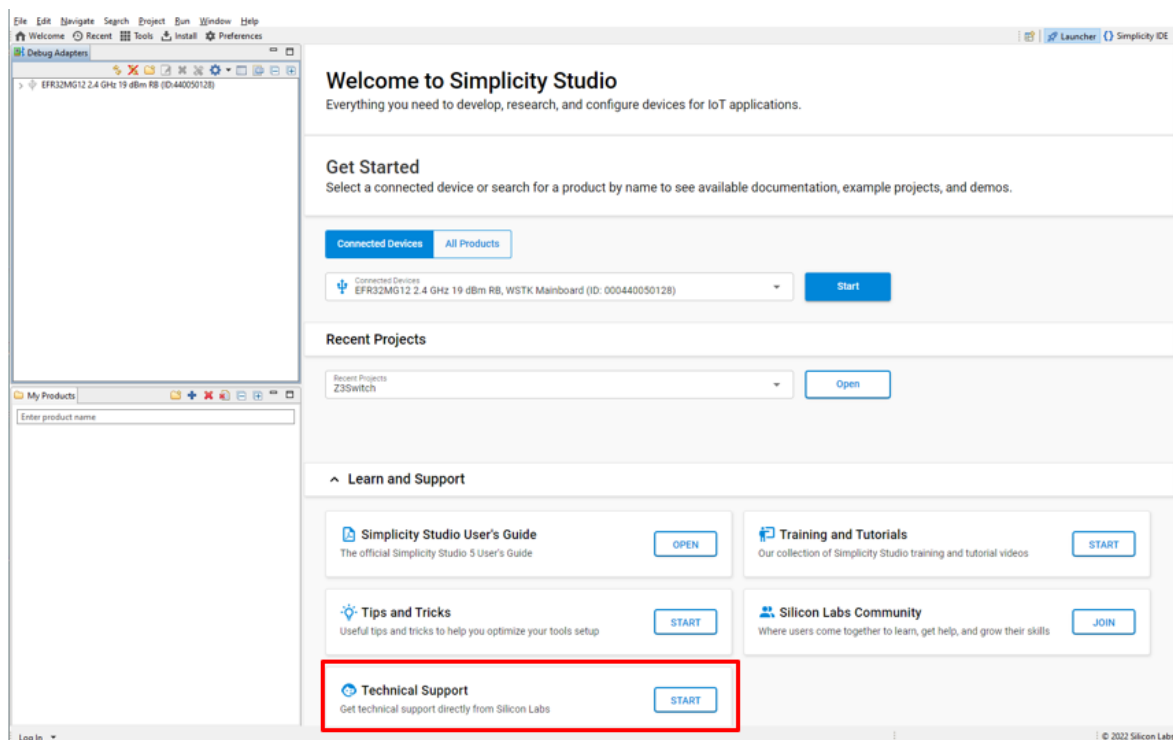 File Edit Navigate Search Project Run Window Help
Welcome Recent Tools Install Preferences
Launcher Simplicity IDE
Debug Adapters
EFR32MG12 2.4 GHz 19 dBm RB (ID:440050128)
Welcome to Simplicity Studio
Everything you need to develop, research, and configure devices for IoT applications.
Get Started
Select a connected device or search for a product by name to see available documentation, example projects, and demos.
Connected Devices All Products
Connected Devices
EFR32MG12 2.4 GHz 19 dBm RB, WSTK Mainboard (ID: 000440050128)
Start
Recent Projects
Recent Projects
Z3Switch
Open
My Products
Enter product name
Learn and Support
Simplicity Studio User's Guide
The official Simplicity Studio 5 User's Guide
OPEN
Training and Tutorials
Our collection of Simplicity Studio training and tutorial videos
START
Tips and Tricks
Useful tips and tricks to help you optimize your tools setup
START
Silicon Labs Community
Where users come together to learn, get help, and grow their skills
JOIN
Technical Support
Get technical support directly from Silicon Labs
START
Log In
© 2022 Silicon Labs